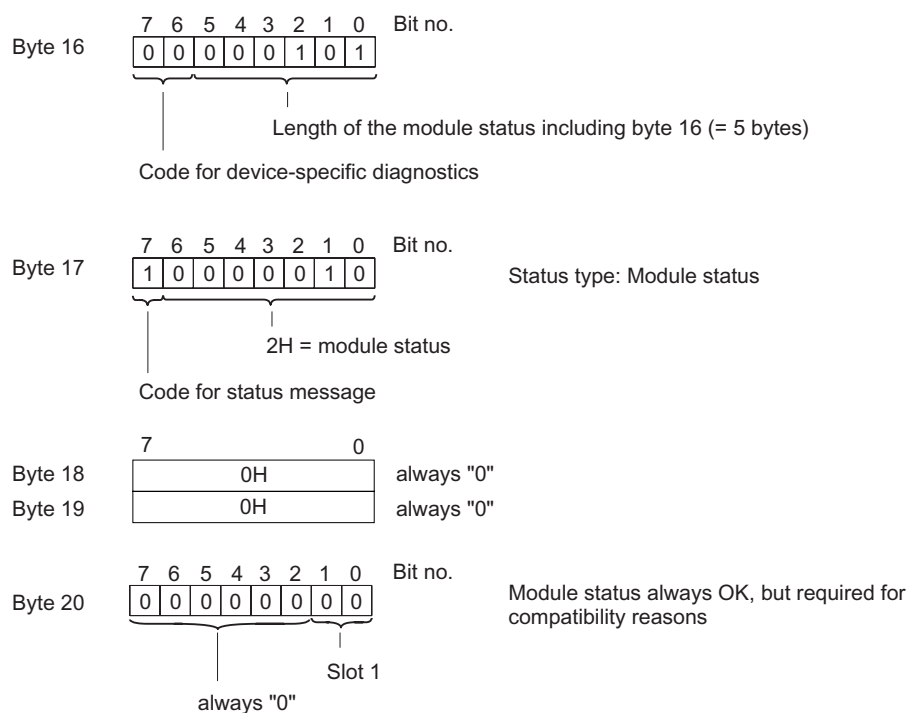 7 6 5 4 3 2 1 0 Bit no.
Byte 16 0 0 0 0 0 1 0 1
Length of the module status including byte 16 (= 5 bytes)
Code for device-specific diagnostics
7 6 5 4 3 2 1 0 Bit no.
Byte 17 1 0 0 0 0 0 1 0 Status type: Module status
2H = module status
Code for status message
7 0
Byte 18 0H always "0"
Byte 19 0H always "0"
7 6 5 4 3 2 1 0 Bit no.
Byte 20 0 0 0 0 0 0 0 0 Module status always OK, but required for
compatibility reasons
Slot 1
always "0"